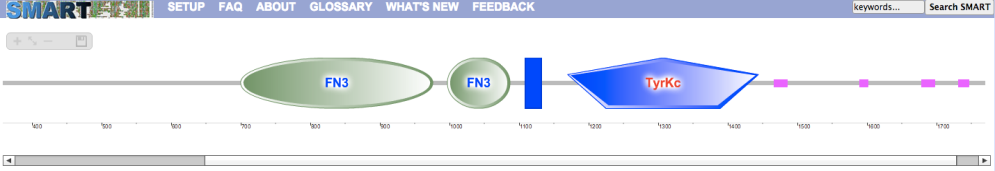 SMART SETUP FAQ ABOUT GLOSSARY WHAT'S NEW FEEDBACK keywords... Search SMART
FN3 FN3 TyrKc
400 500 600 700 800 900 1000 1100 1200 1300 1400 1500 1600 1700